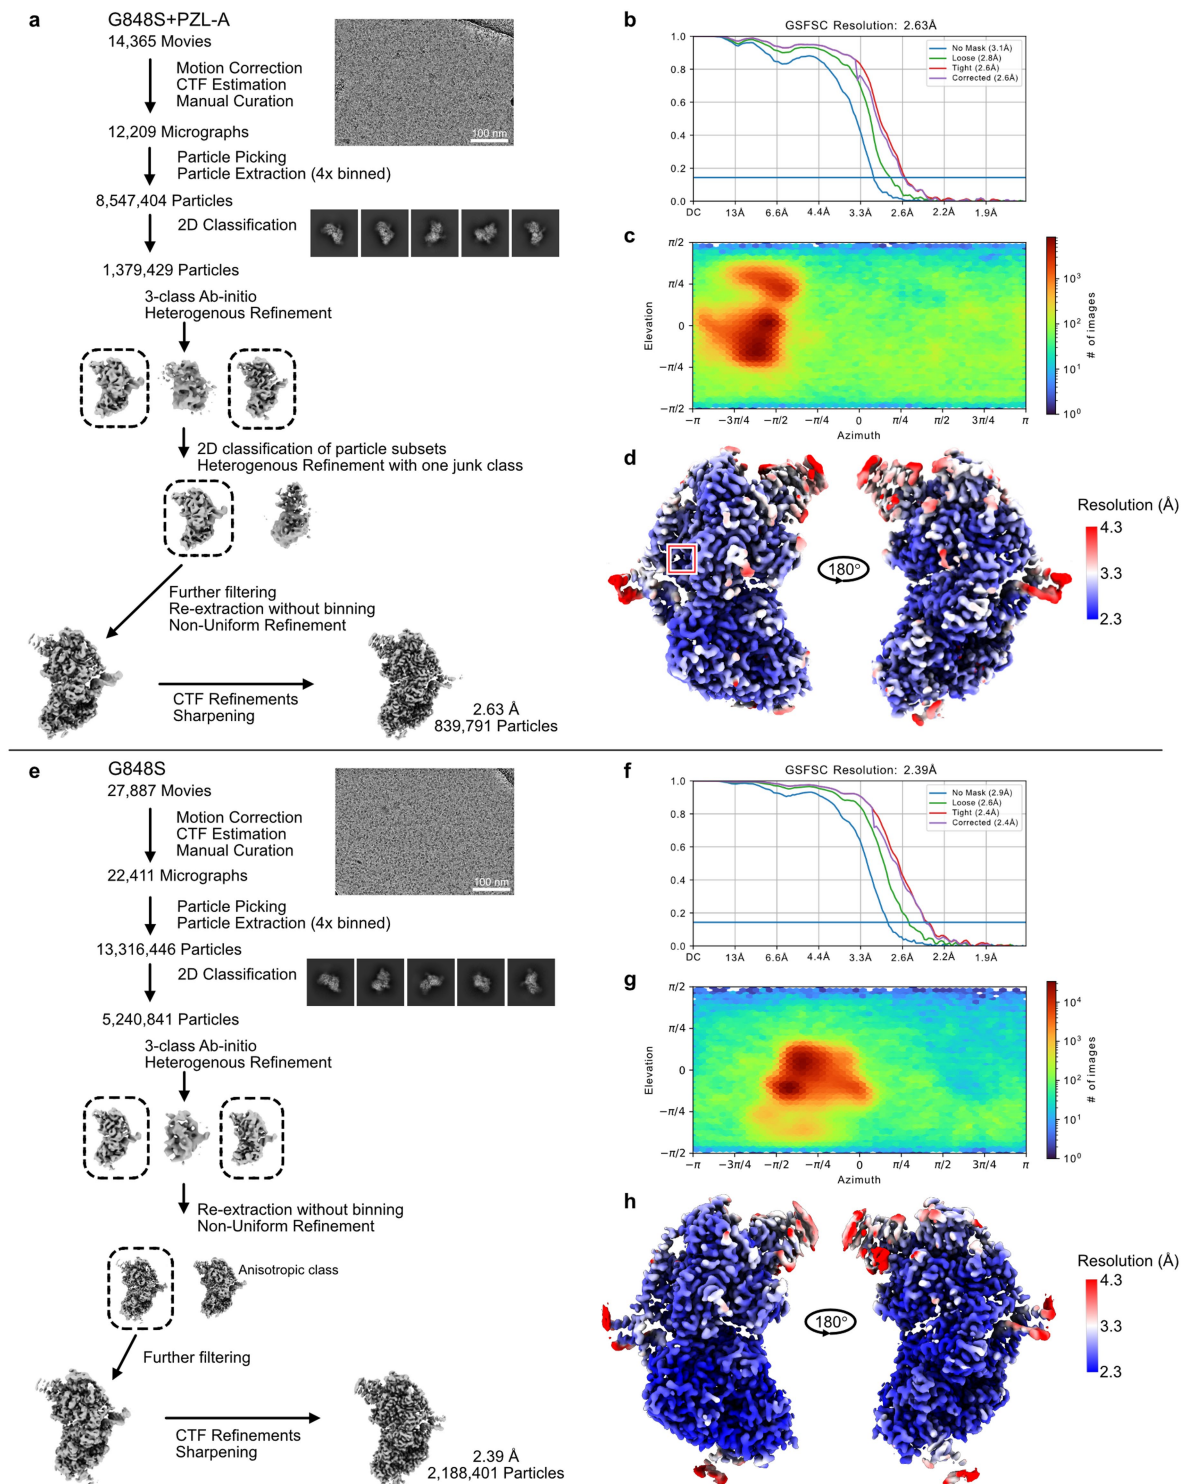 a
G848S+PZL-A
14,365 Movies
Motion Correction
CTF Estimation
Manual Curation
100 nm
12,209 Micrographs
Particle Picking
Particle Extraction (4x binned)
8,547,404 Particles
2D Classification
1,379,429 Particles
3-class Ab-initio
Heterogenous Refinement
2D classification of particle subsets
Heterogenous Refinement with one junk class
Further filtering
Re-extraction without binning
Non-Uniform Refinement
CTF Refinements
Sharpening
2.63 Å
839,791 Particles
b
GSFSC Resolution: 2.63Å
No Mask (3.1Å)
Loose (2.8Å)
Tight (2.6Å)
Corrected (2.6Å)
1.0
0.8
0.6
0.4
0.2
0.0
DC 13Å 6.6Å 4.4Å 3.3Å 2.6Å 2.2Å 1.9Å
c
π/2
π/4
0
−π/4
−π/2
Elevation
−π −3π/4 −π/2 −π/4 0 π/4 π/2 3π/4 π
Azimuth
10³
10²
10¹
10⁰
# of images
d
180°
Resolution (Å)
4.3
3.3
2.3
e
G848S
27,887 Movies
Motion Correction
CTF Estimation
Manual Curation
100 nm
22,411 Micrographs
Particle Picking
Particle Extraction (4x binned)
13,316,446 Particles
2D Classification
5,240,841 Particles
3-class Ab-initio
Heterogenous Refinement
Re-extraction without binning
Non-Uniform Refinement
Anisotropic class
Further filtering
CTF Refinements
Sharpening
2.39 Å
2,188,401 Particles
f
GSFSC Resolution: 2.39Å
No Mask (2.9Å)
Loose (2.6Å)
Tight (2.4Å)
Corrected (2.4Å)
1.0
0.8
0.6
0.4
0.2
0.0
DC 13Å 6.6Å 4.4Å 3.3Å 2.6Å 2.2Å 1.9Å
g
π/2
π/4
0
−π/4
−π/2
Elevation
−π −3π/4 −π/2 −π/4 0 π/4 π/2 3π/4 π
Azimuth
10⁴
10³
10²
10¹
10⁰
# of images
h
180°
Resolution (Å)
4.3
3.3
2.3